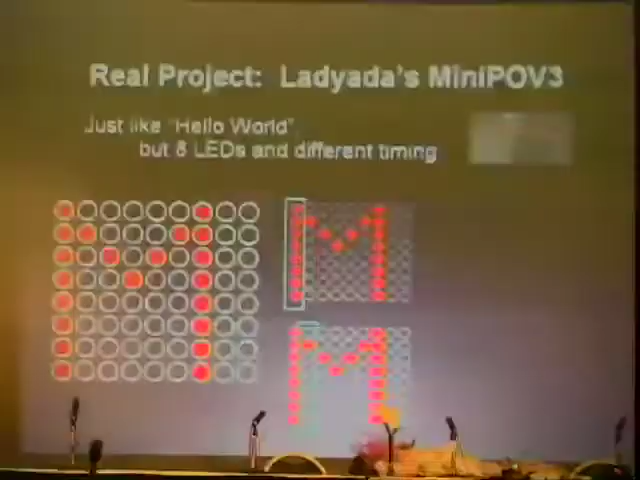 Real Project: Ladyada's MiniPOV3
Just like "Hello World",
but 8 LEDs and different timing